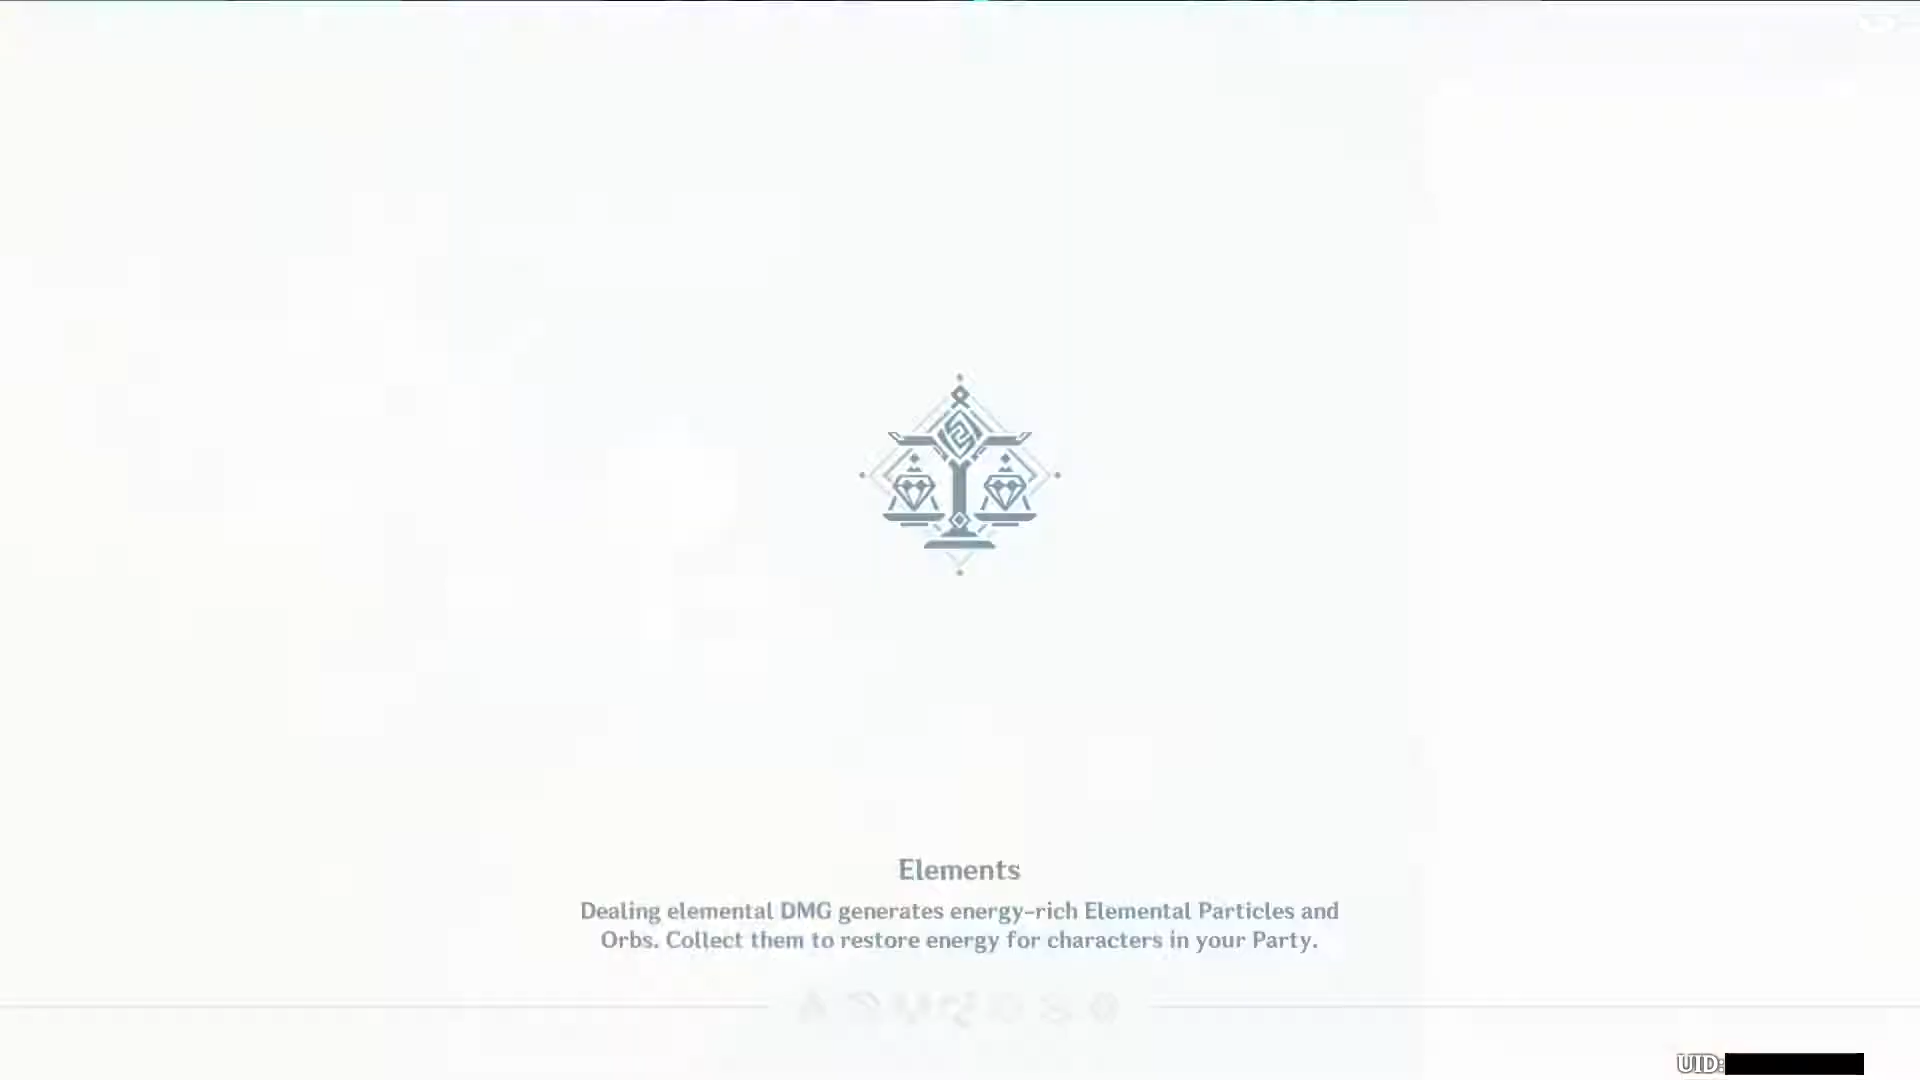 Elements
Dealing elemental DMG generates energy-rich Elemental Particles and
Orbs. Collect them to restore energy for characters in your Party.
UID: